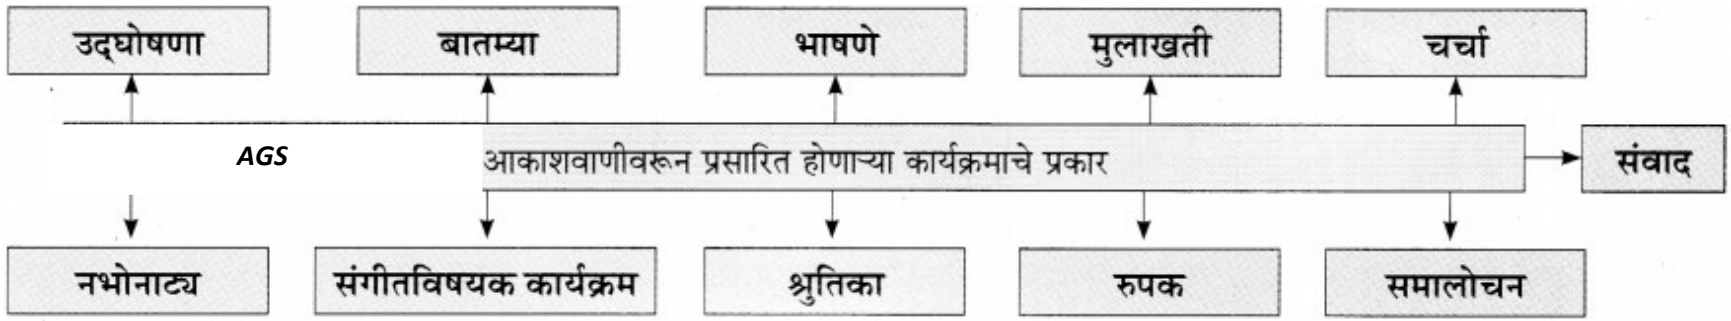 उद्घोषणा बातम्या भाषणे मुलाखती चर्चा
AGS आकाशवाणीवरून प्रसारित होणाऱ्या कार्यक्रमाचे प्रकार संवाद
नभोनाट्य संगीतविषयक कार्यक्रम श्रुतिका रुपक समालोचन